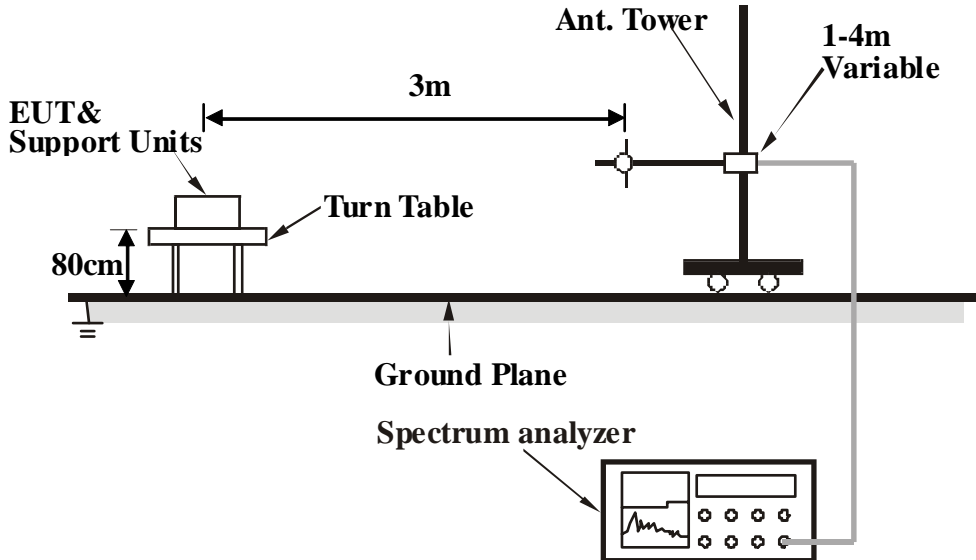 Ant. Tower
1-4m
Variable
3m
EUT&
Support Units
Turn Table
80cm
Ground Plane
Spectrum analyzer